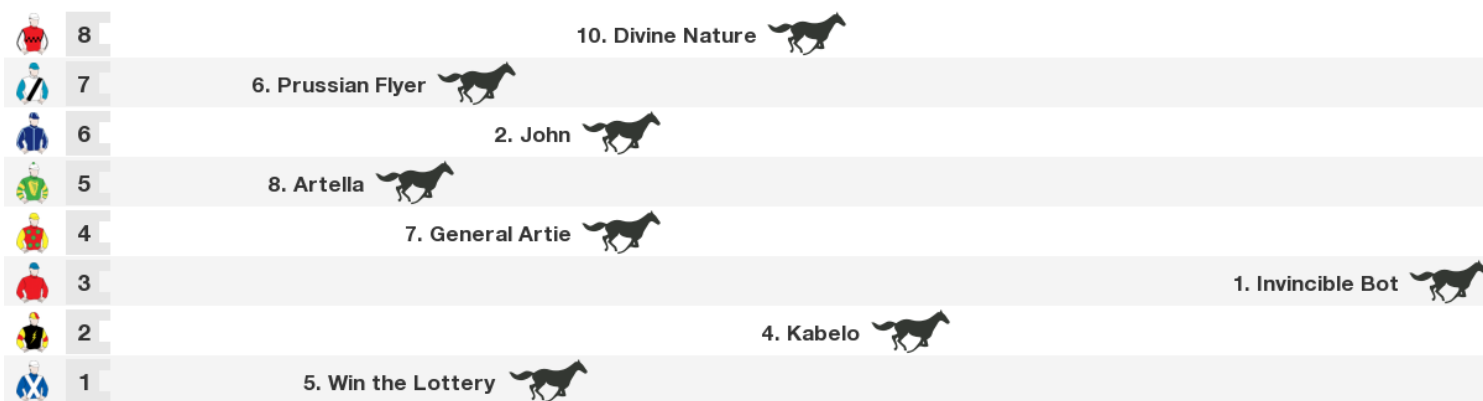 8 10. Divine Nature
7 6. Prussian Flyer
6 2. John
5 8. Artella
4 7. General Artie
3 1. Invincible Bot
2 4. Kabelo
1 5. Win the Lottery